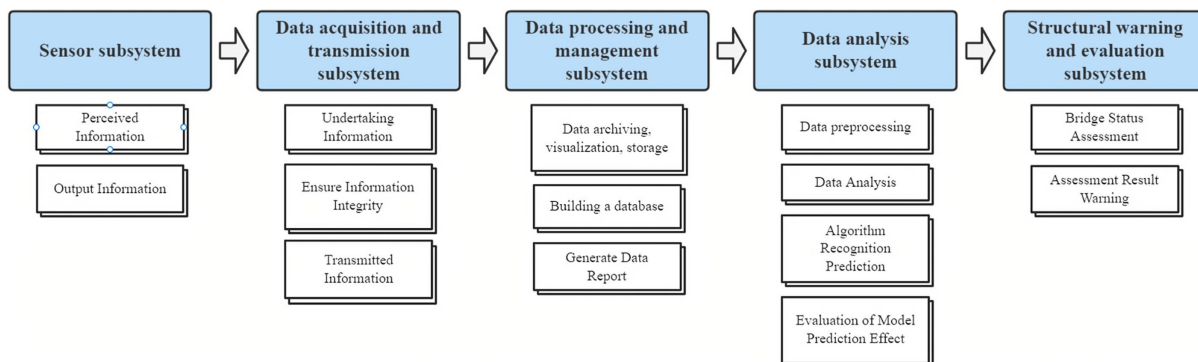 Sensor subsystem
Perceived
Information
Output Information
Data acquisition and
transmission
subsystem
Undertaking
Information
Ensure Information
Integrity
Transmitted
Information
Data processing and
management
subsystem
Data archiving,
visualization, storage
Building a database
Generate Data
Report
Data analysis
subsystem
Data preprocessing
Data Analysis
Algorithm
Recognition
Prediction
Evaluation of Model
Prediction Effect
Structural warning
and evaluation
subsystem
Bridge Status
Assessment
Assessment Result
Warning